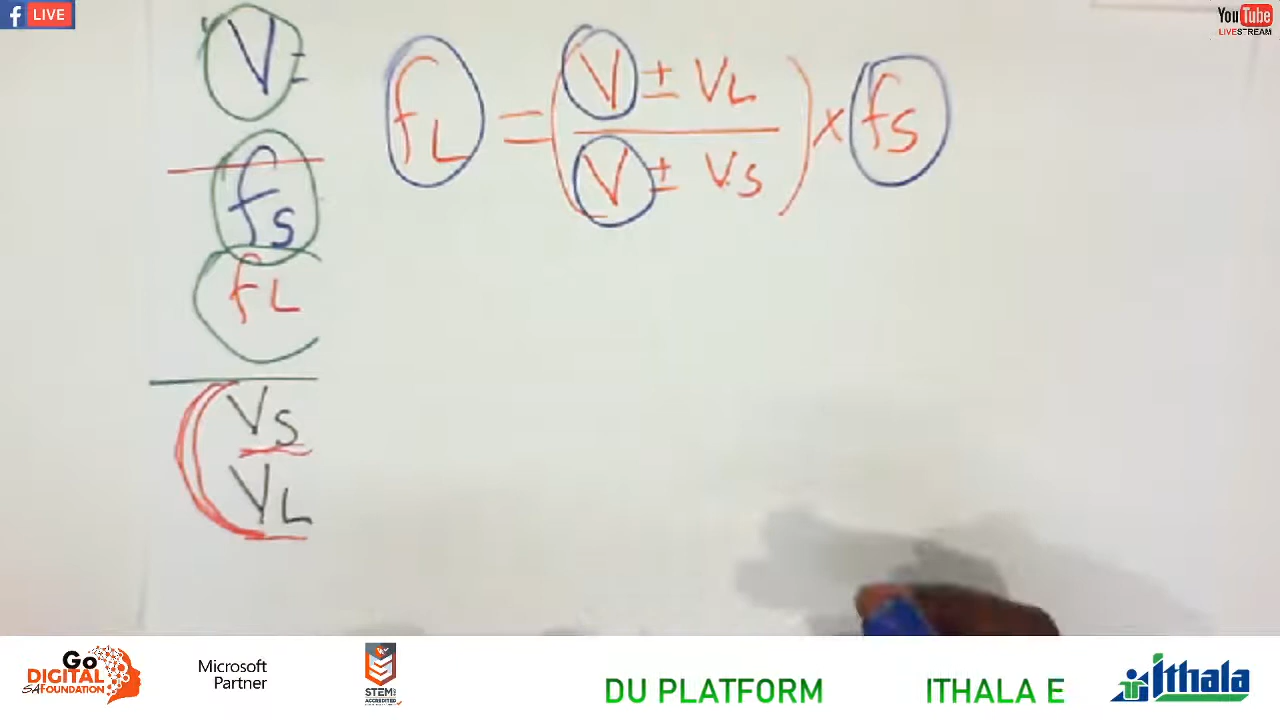 f LIVE
YouTube
LIVESTREAM
V =
fL = (V ± VL / V ± VS) × fS
fS
fL
VS
VL
Go DIGITAL
SA FOUNDATION
Microsoft
Partner
STEM
ACCREDITED
DU PLATFORM
ITHALA E
Ithala